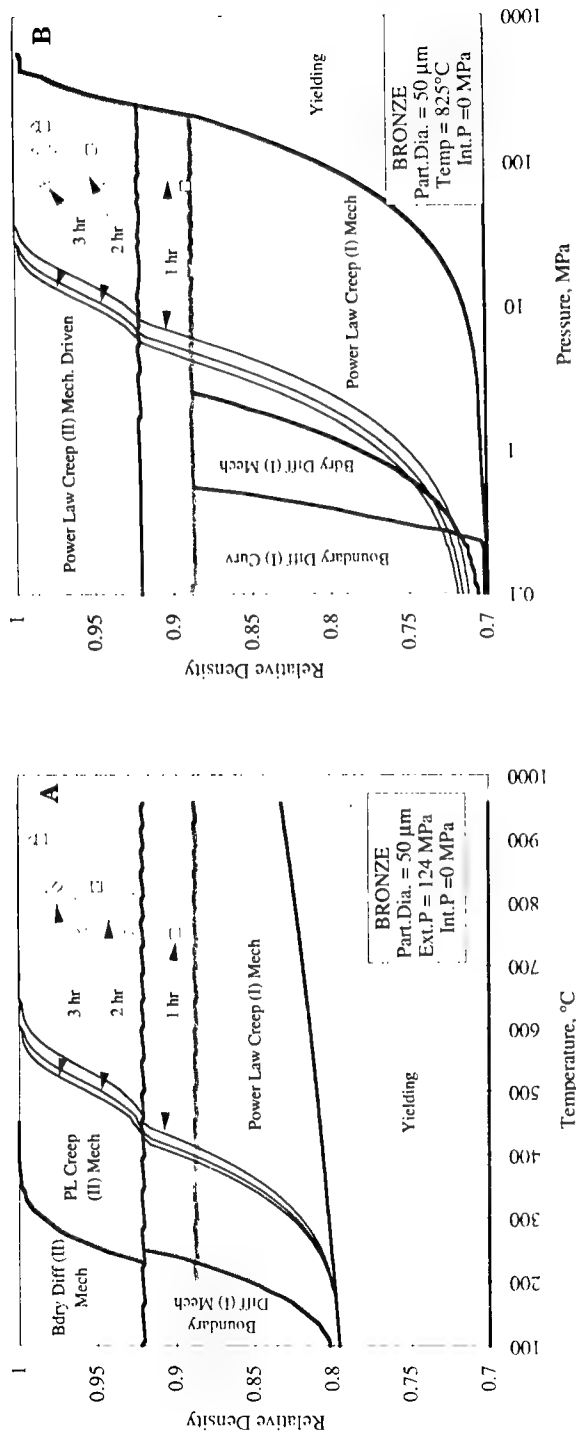 A
Relative Density
1
0.95
0.9
0.85
0.8
0.75
0.7
Bdry Diff (II)
Mech
PL Creep
(II) Mech
3 hr
2 hr
1 hr
Boundary
Diff (I) Mech
Power Law Creep (I) Mech
Yielding
BRONZE
Part.Dia. = 50 µm
Ext.P = 124 MPa
Int.P =0 MPa
100
200
300
400
500
600
700
800
900
1000
Temperature, °C
B
Relative Density
1
0.95
0.9
0.85
0.8
0.75
0.7
Power Law Creep (II) Mech. Driven
3 hr
2 hr
1 hr
Boundary Diff (I) Curv
Bdry Diff (I) Mech
Power Law Creep (I) Mech
Yielding
BRONZE
Part.Dia. = 50 µm
Temp = 825°C
Int.P =0 MPa
0.1
1
10
100
1000
Pressure, MPa